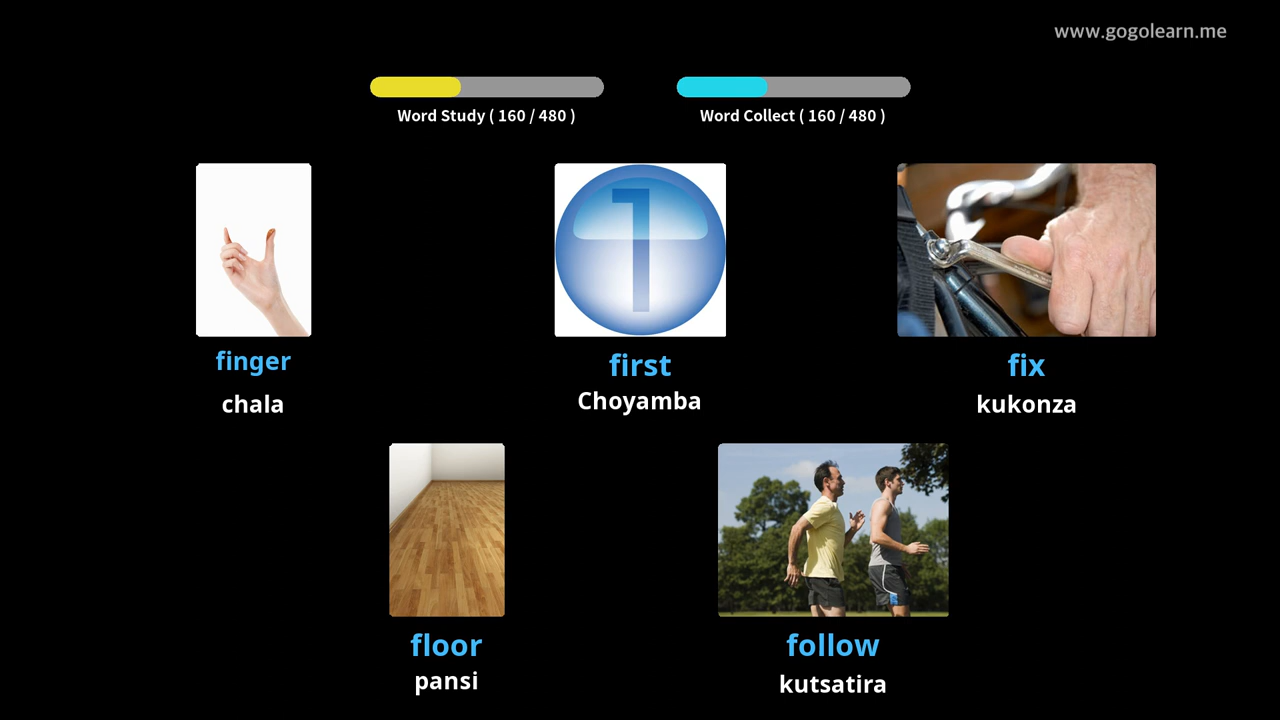 www.gogolearn.me
Word Study ( 160 / 480 )
Word Collect ( 160 / 480 )
1
finger
chala
first
Choyamba
fix
kukonza
floor
pansi
follow
kutsatira